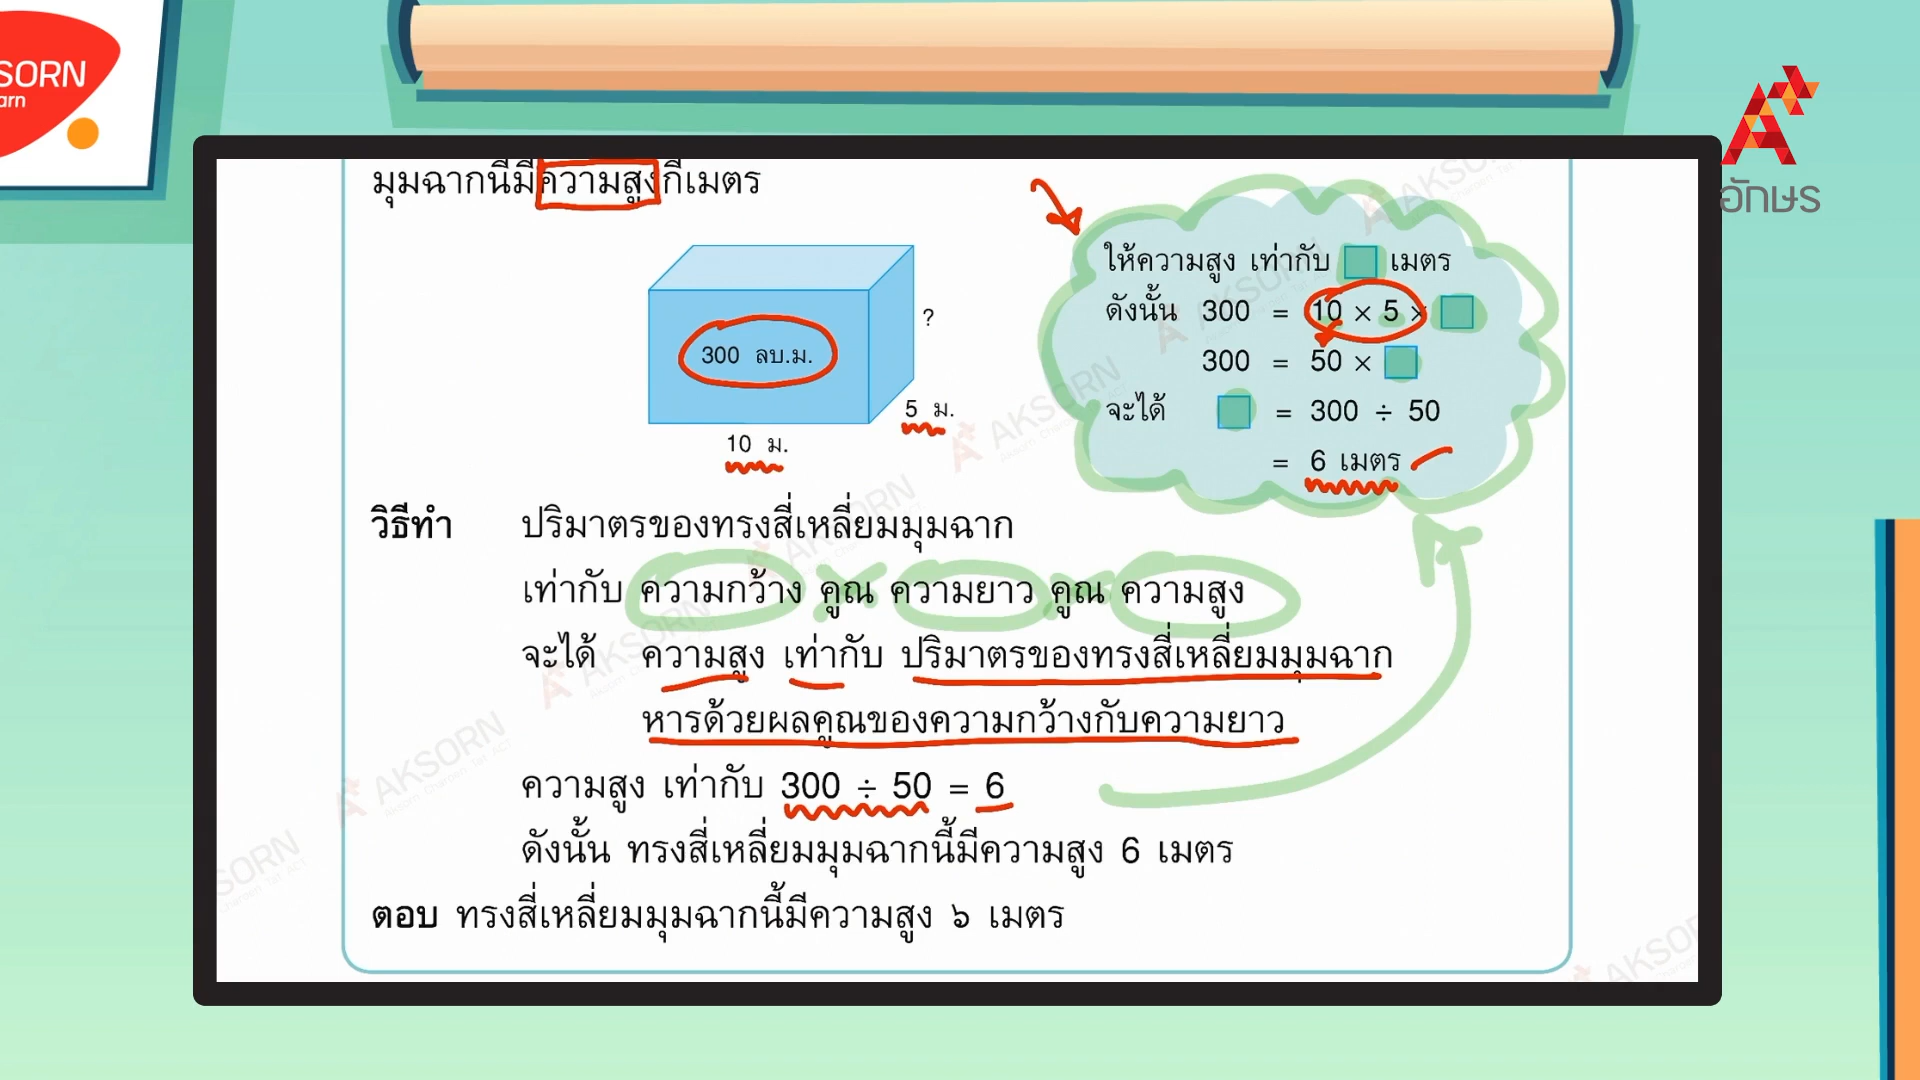 SORN
arn
อักษร
มุมฉากนี้มีความสูงกี่เมตร
300 ลบ.ม.
?
5 ม.
10 ม.
ให้ความสูง เท่ากับ เมตร
ดังนั้น 300 = 10 × 5 ×
300 = 50 ×
จะได้ = 300 ÷ 50
= 6 เมตร
วิธีทำ ปริมาตรของทรงสี่เหลี่ยมมุมฉาก
เท่ากับ ความกว้าง คูณ ความยาว คูณ ความสูง
จะได้ ความสูง เท่ากับ ปริมาตรของทรงสี่เหลี่ยมมุมฉาก
หารด้วยผลคูณของความกว้างกับความยาว
ความสูง เท่ากับ 300 ÷ 50 = 6
ดังนั้น ทรงสี่เหลี่ยมมุมฉากนี้มีความสูง 6 เมตร
ตอบ ทรงสี่เหลี่ยมมุมฉากนี้มีความสูง ๖ เมตร